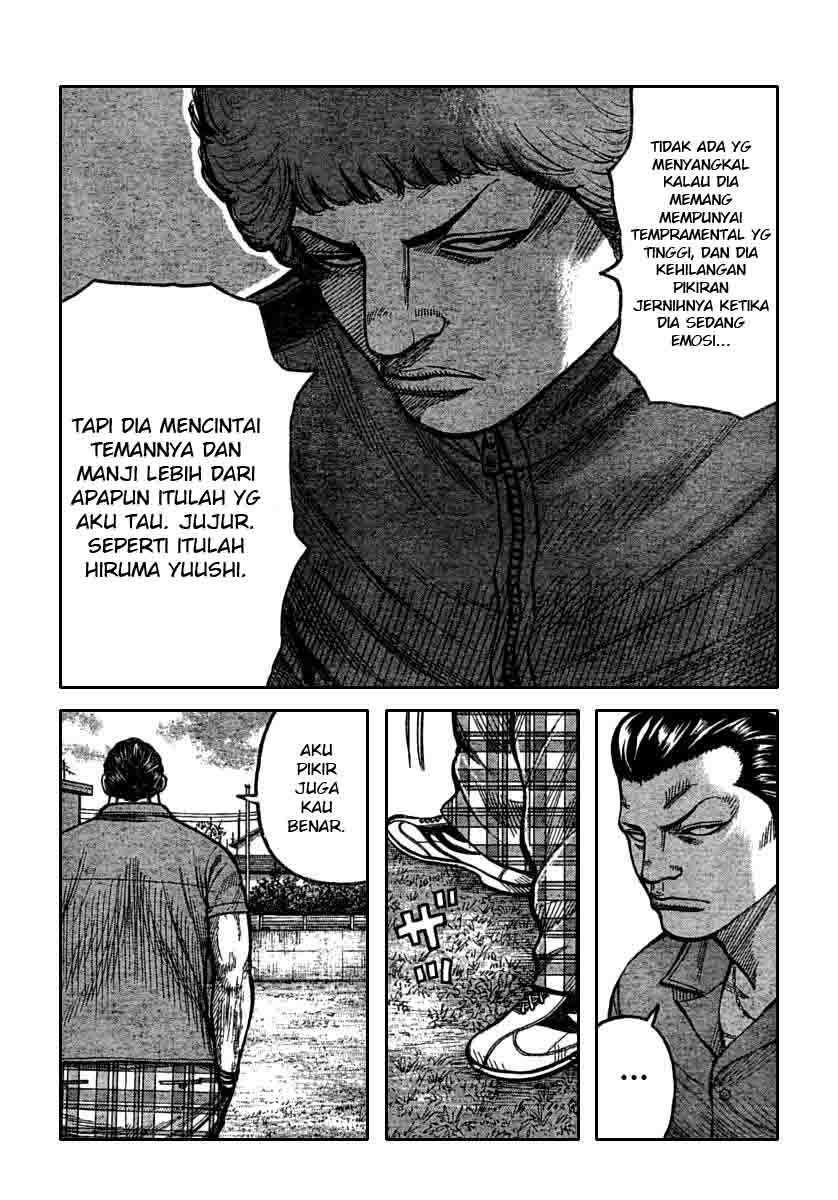 TIDAK ADA YG
MENYANGKAL
KALAU DIA
MEMANG
MEMPUNYAI
TEMPRAMENTAL YG
TINGGI, DAN DIA
KEHILANGAN
PIKIRAN
JERNIHNYA KETIKA
DIA SEDANG
EMOSI...
TAPI DIA MENCINTAI
TEMANNYA DAN
MANJI LEBIH DARI
APAPUN ITULAH YG
AKU TAU. JUJUR.
SEPERTI ITULAH
HIRUMA YUUSHI.
...
ザッ
AKU
PIKIR
JUGA
KAU
BENAR.